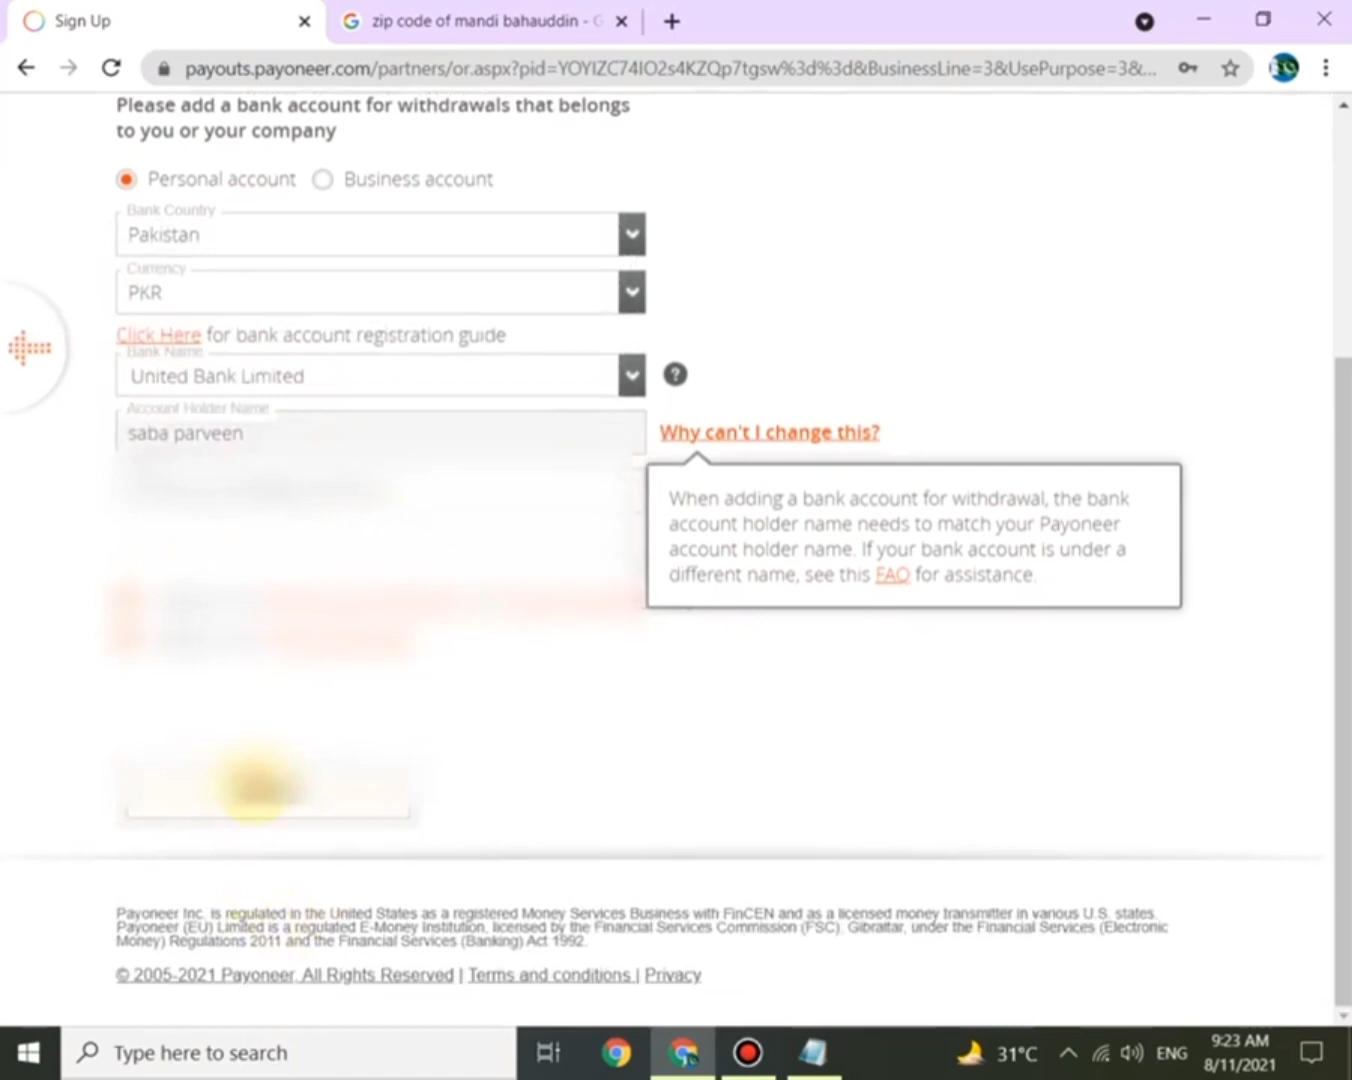 Sign Up
zip code of mandi bahauddin - G
payouts.payoneer.com/partners/or.aspx?pid=YOYIZC74IO2s4KZQp7tgsw%3d%3d&BusinessLine=3&UsePurpose=3&...
Please add a bank account for withdrawals that belongs
to you or your company
Personal account
Business account
Bank Country
Pakistan
Currency
PKR
Click Here for bank account registration guide
Bank Name
United Bank Limited
?
Account Holder Name
saba parveen
Why can't I change this?
When adding a bank account for withdrawal, the bank
account holder name needs to match your Payoneer
account holder name. If your bank account is under a
different name, see this FAQ for assistance.
Payoneer Inc. is regulated in the United States as a registered Money Services Business with FinCEN and as a licensed money transmitter in various U.S. states.
Payoneer (EU) Limited is a regulated E-Money Institution, licensed by the Financial Services Commission (FSC), Gibraltar, under the Financial Services (Electronic
Money) Regulations 2011 and the Financial Services (Banking) Act 1992.
© 2005-2021 Payoneer, All Rights Reserved | Terms and conditions | Privacy
Type here to search
31°C
ENG
9:23 AM
8/11/2021